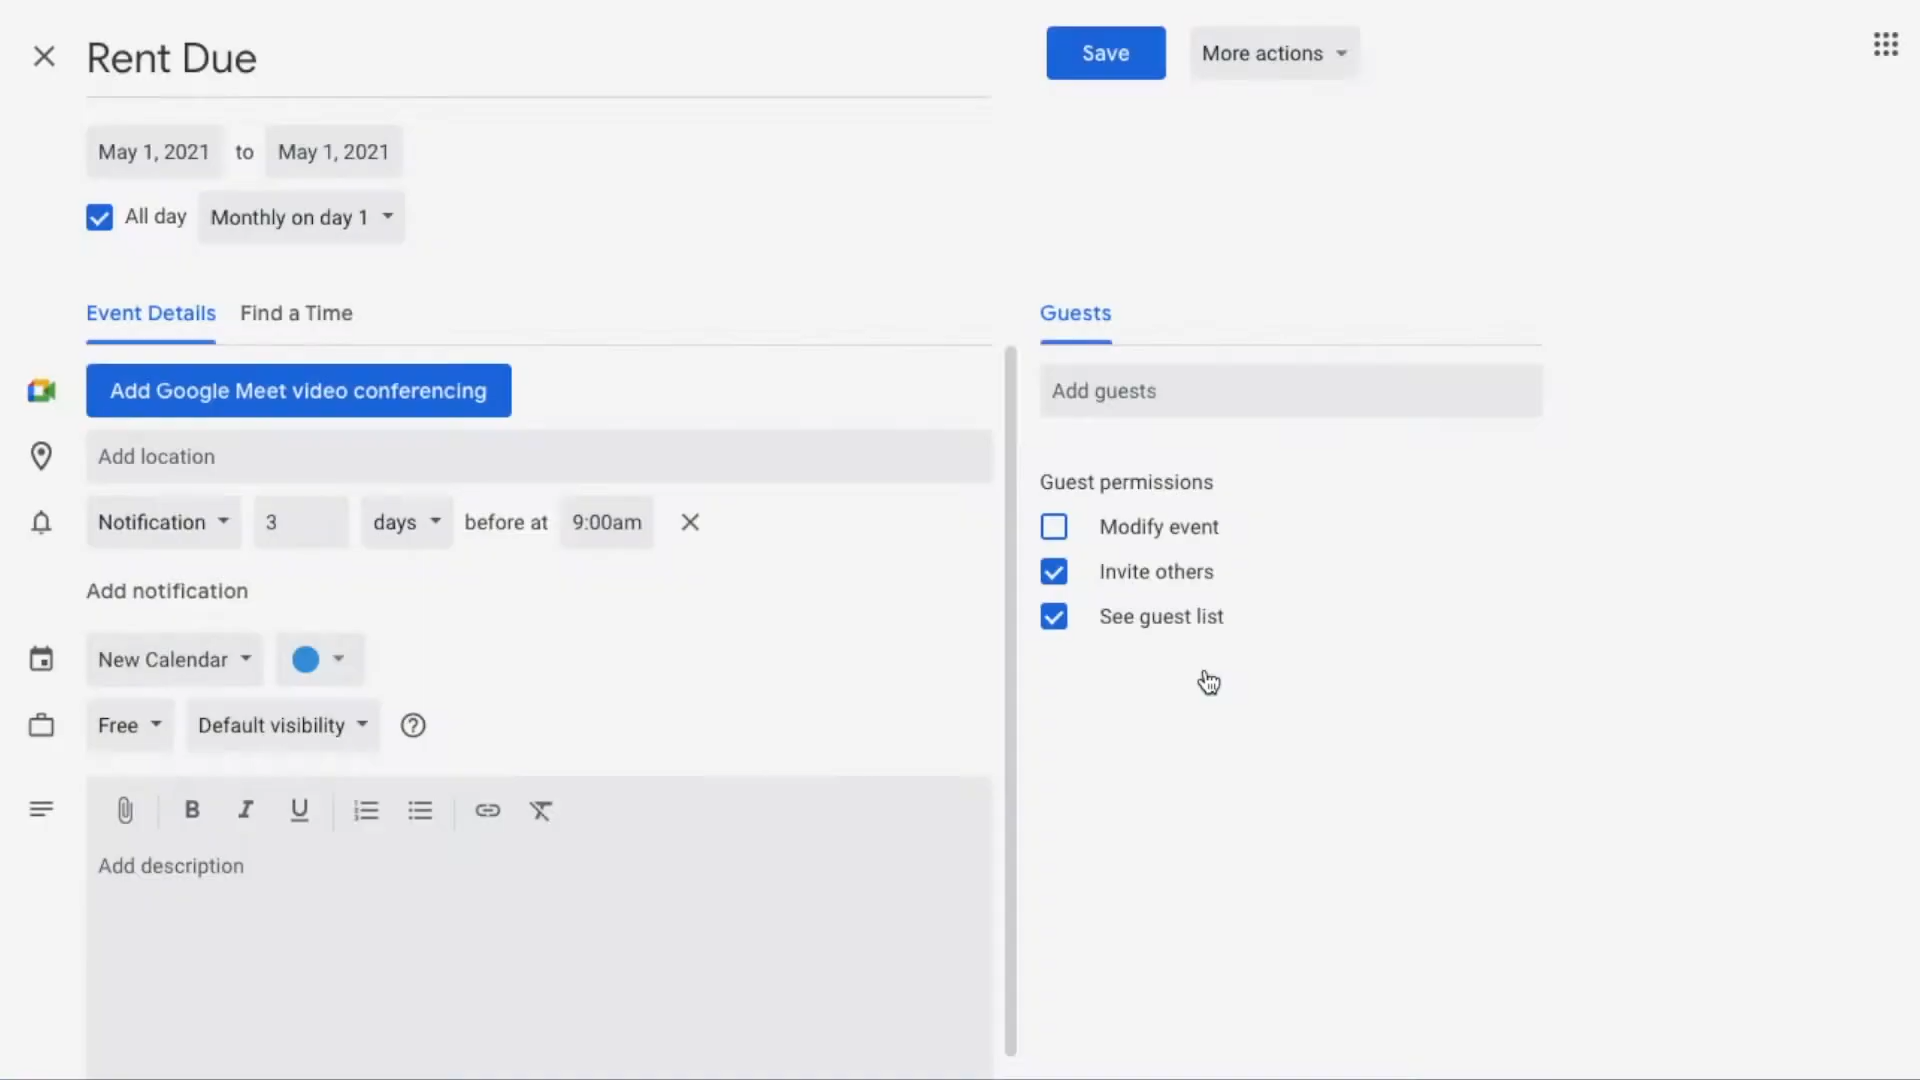 Rent Due
Save
More actions
May 1, 2021 to May 1, 2021
All day Monthly on day 1
Event Details Find a Time
Guests
Add Google Meet video conferencing
Add guests
Add location
Guest permissions
Notification 3 days before at 9:00am
Modify event
Invite others
Add notification
See guest list
New Calendar
Free Default visibility
B I U
Add description